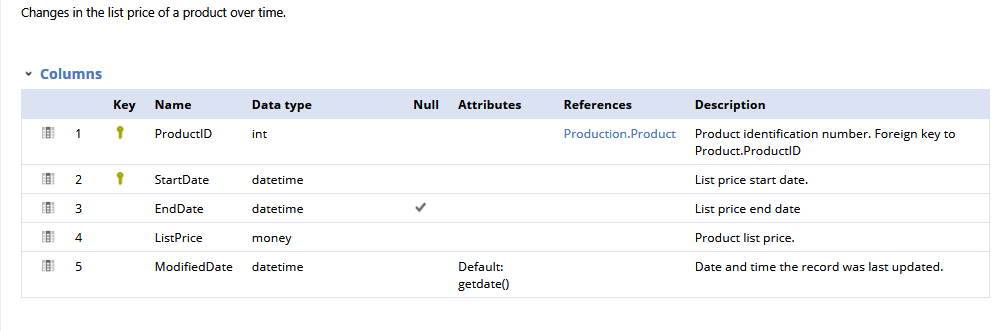 Changes in the list price of a product over time.
Columns
Key Name Data type Null Attributes References Description
1 ProductID int Production.Product Product identification number. Foreign key to
Product.ProductID
2 StartDate datetime List price start date.
3 EndDate datetime List price end date
4 ListPrice money Product list price.
5 ModifiedDate datetime Default: Date and time the record was last updated.
getdate()